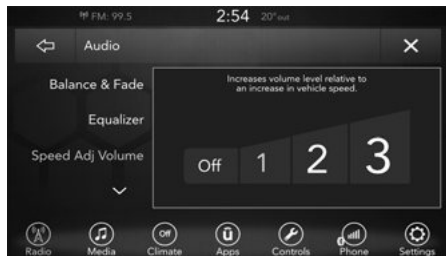 FM: 99.5
2:54
20° out
Audio
Balance & Fade
Equalizer
Speed Adj Volume
Increases volume level relative to
an increase in vehicle speed.
Off 1 2 3
Radio
Media
Off
Climate
ū
Apps
Controls
Phone
Settings